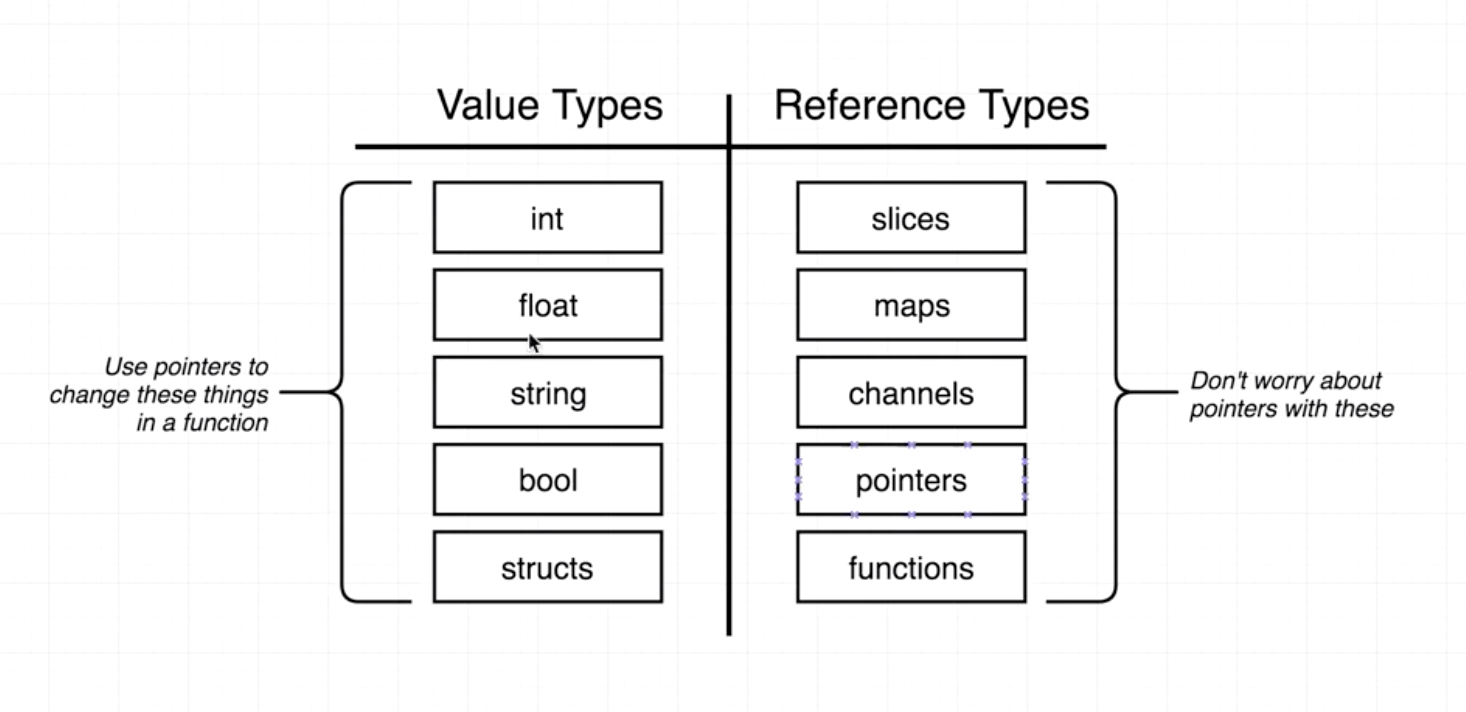 Value Types
Reference Types
int
slices
float
maps
Use pointers to
change these things
in a function
string
channels
Don't worry about
pointers with these
bool
pointers
structs
functions